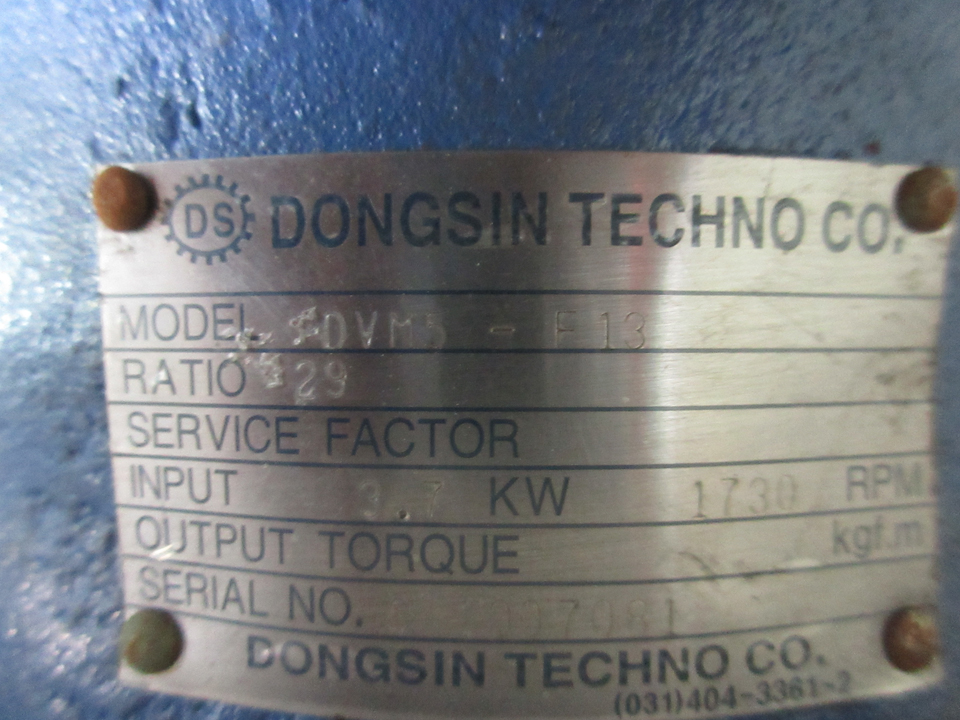 DS DONGSIN TECHNO CO.
MODEL - F 13
RATIO 29
SERVICE FACTOR
INPUT 3.7 KW 1730 RPM
OUTPUT TORQUE kgf.m
SERIAL NO.
DONGSIN TECHNO CO.
(031)404-3361~2